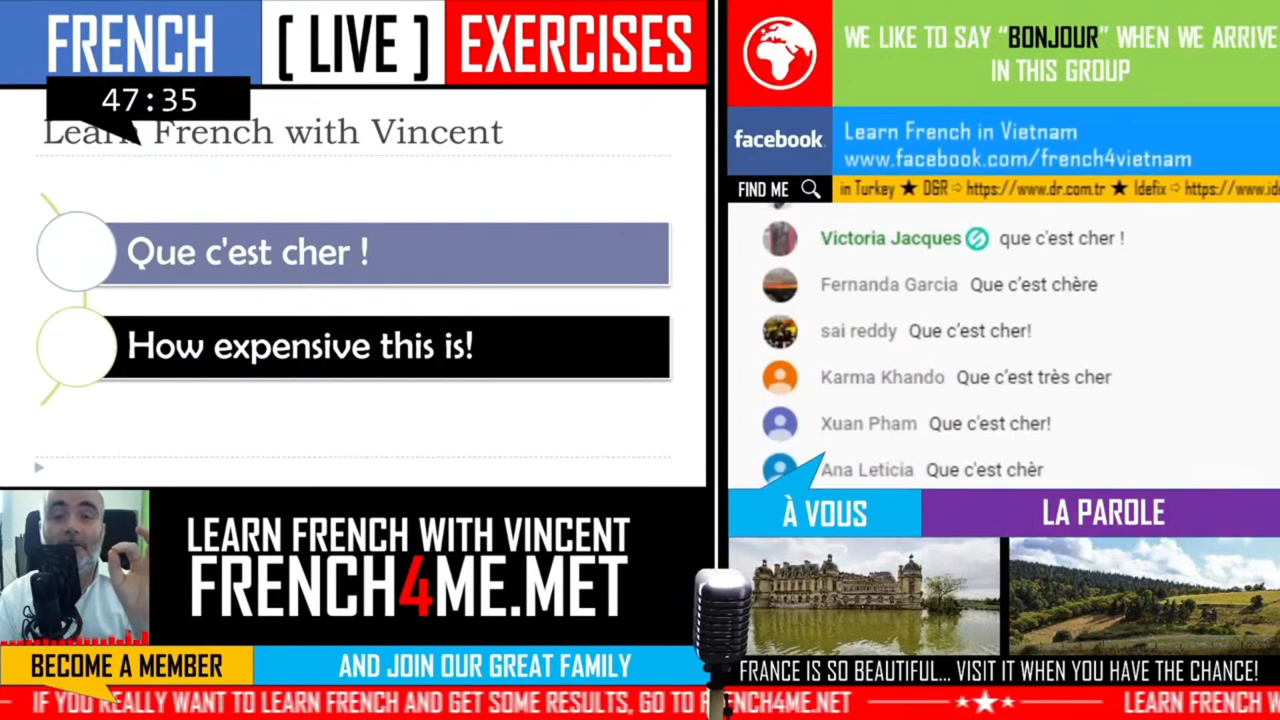 FRENCH [ LIVE ] EXERCISES
47:35
Learn French with Vincent
Que c'est cher !
How expensive this is!
LEARN FRENCH WITH VINCENT
FRENCH4ME.MET
BECOME A MEMBER
AND JOIN OUR GREAT FAMILY
WE LIKE TO SAY “BONJOUR” WHEN WE ARRIVE
IN THIS GROUP
facebook.
Learn French in Vietnam
www.facebook.com/french4vietnam
FIND ME in Turkey ★ D&R ⇨ https://www.dr.com.tr ★ Idefix ⇨ https://www.id
Victoria Jacques que c'est cher !
Fernanda Garcia Que c’est chère
sai reddy Que c’est cher!
Karma Khando Que c'est très cher
Xuan Pham Que c'est cher!
Ana Leticia Que c'est chèr
À VOUS LA PAROLE
FRANCE IS SO BEAUTIFUL... VISIT IT WHEN YOU HAVE THE CHANCE!
IF YOU REALLY WANT TO LEARN FRENCH AND GET SOME RESULTS, GO TO FRENCH4ME.NET ★ LEARN FRENCH W